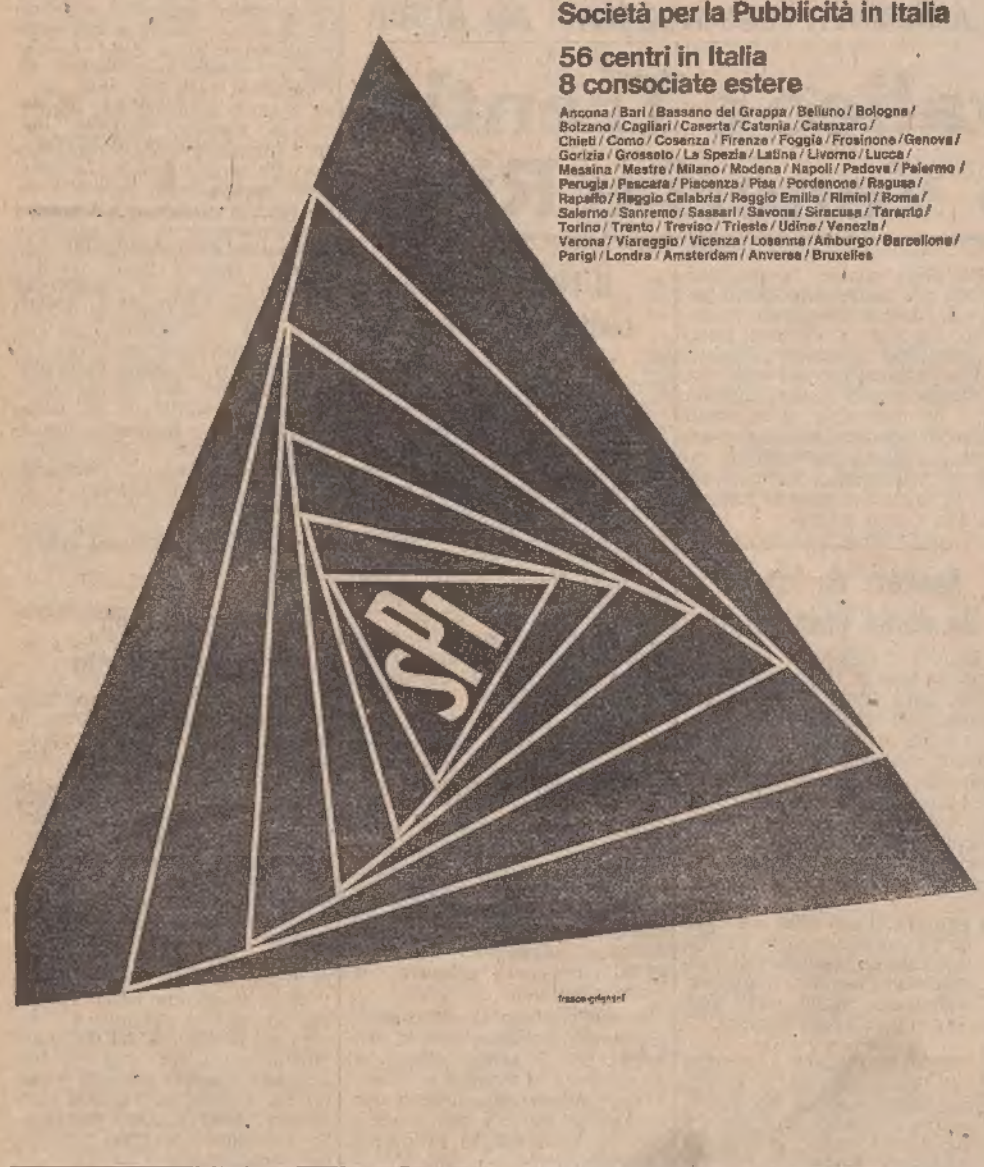 Società per la Pubblicità in Italia
56 centri in Italia
8 consociate estere
Ancona / Bari / Bassano del Grappa / Belluno / Bologna /
Bolzano / Cagliari / Caserta / Catania / Catanzaro /
Chieti / Como / Cosenza / Firenze / Foggia / Frosinone / Genova /
Gorizia / Grosseto / La Spezia / Latina / Livorno / Lucca /
Messina / Mestre / Milano / Modena / Napoli / Padova / Palermo /
Perugia / Pescara / Piacenza / Pisa / Pordenone / Ragusa /
Rapallo / Reggio Calabria / Reggio Emilia / Rimini / Roma /
Salerno / Sanremo / Sassari / Savona / Siracusa / Taranto /
Torino / Trento / Treviso / Trieste / Udine / Venezia /
Verona / Viareggio / Vicenza / Losanna / Amburgo / Barcellona /
Parigi / Londra / Amsterdam / Anversa / Bruxelles
SPI
franco grignani